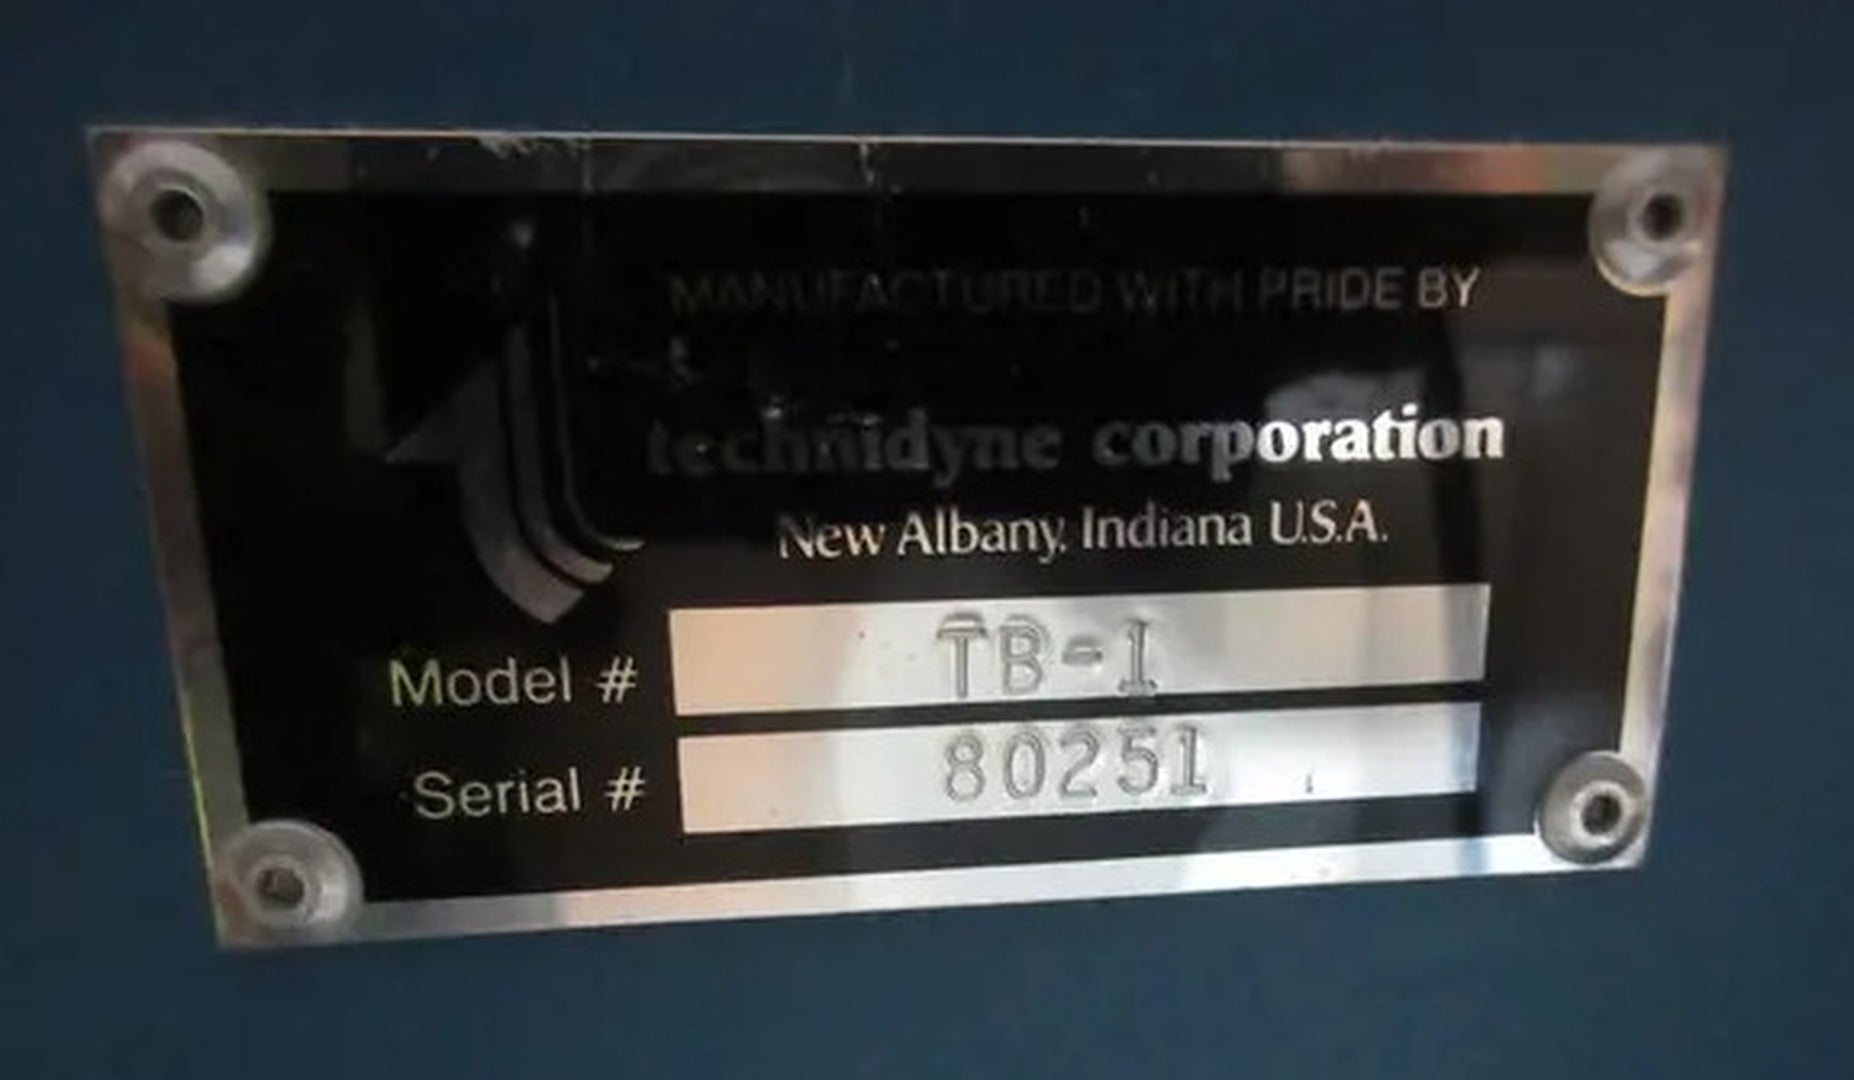 MANUFACTURED WITH PRIDE BY
technidyne corporation
New Albany, Indiana U.S.A.
Model # TB-1
Serial # 80251